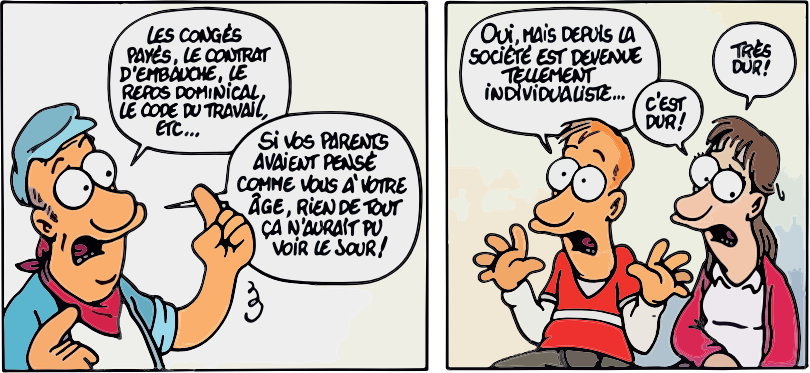 LES CONGÉS
PAYÉS, LE CONTRAT
D'EMBAUCHE, LE
REPOS DOMINICAL,
LE CODE DU TRAVAIL,
ETC...
SI VOS PARENTS
AVAIENT PENSÉ
COMME VOUS À VOTRE
ÂGE, RIEN DE TOUT
ÇA N'AURAIT PU
VOIR LE JOUR!
OUI, MAIS DEPUIS LA
SOCIÉTÉ EST DEVENUE
TELLEMENT
INDIVIDUALISTE...
C'EST
DUR!
TRÈS
DUR!